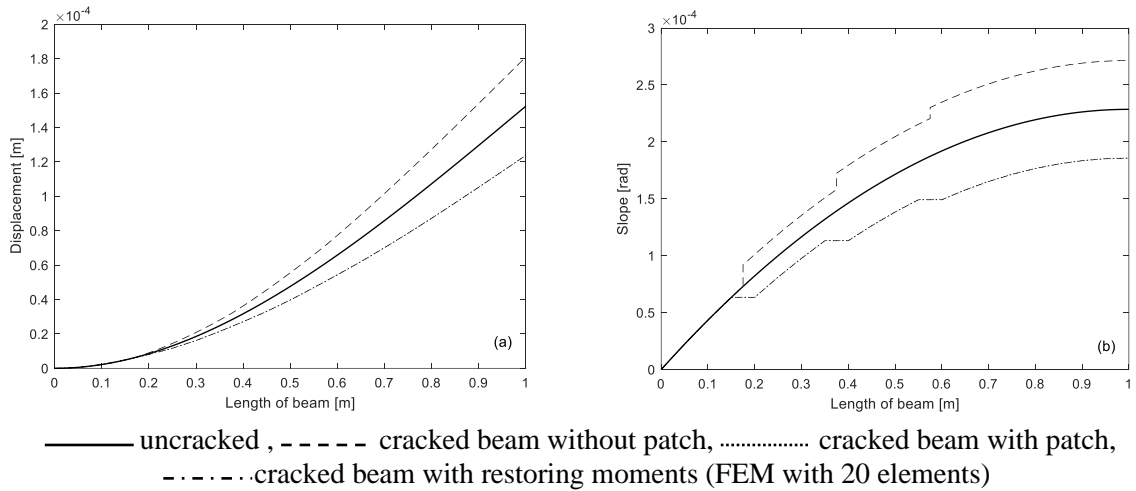 ×10⁻⁴
2
1.8
1.6
1.4
1.2
1
0.8
0.6
0.4
0.2
0
Displacement [m]
(a)
0 0.1 0.2 0.3 0.4 0.5 0.6 0.7 0.8 0.9 1
Length of beam [m]
×10⁻⁴
3
2.5
2
1.5
1
0.5
0
Slope [rad]
(b)
0 0.1 0.2 0.3 0.4 0.5 0.6 0.7 0.8 0.9 1
Length of beam [m]
uncracked , cracked beam without patch, cracked beam with patch,
cracked beam with restoring moments (FEM with 20 elements)